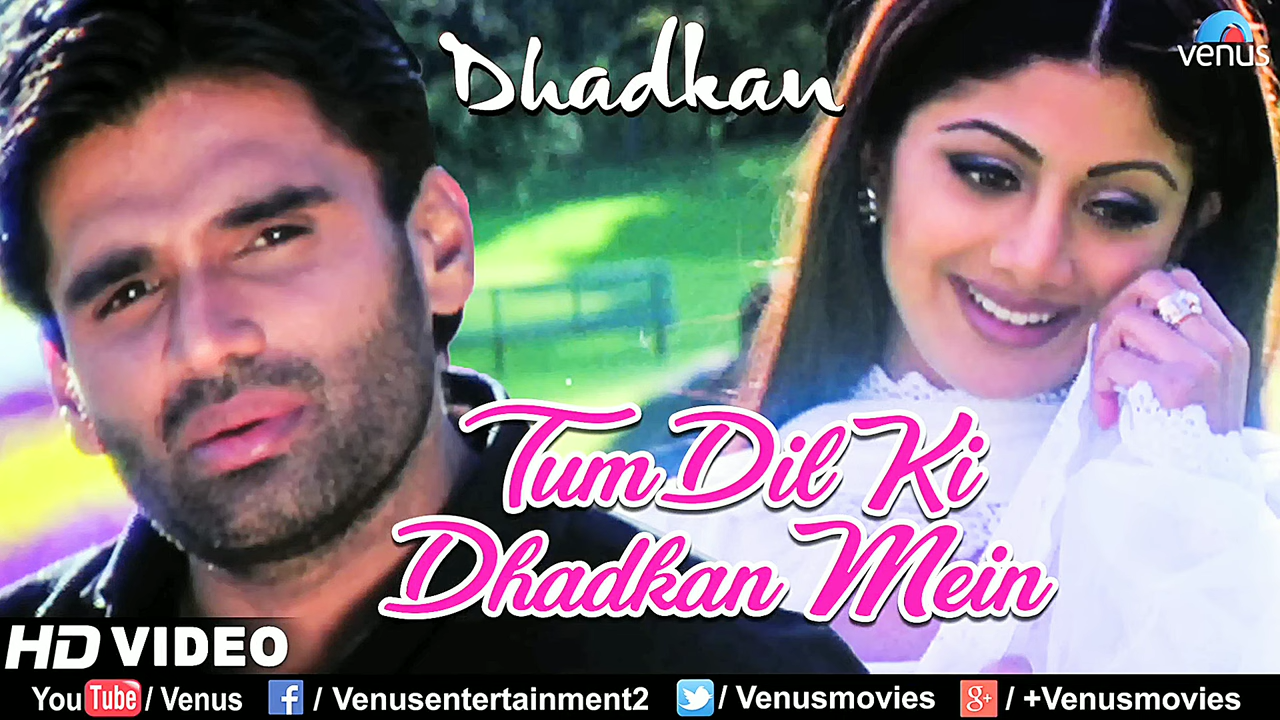 Dhadkan
venus
Tum Dil Ki
Dhadkan Mein
HD VIDEO
YouTube / Venus f / Venusentertainment2 / Venusmovies g+ / +Venusmovies